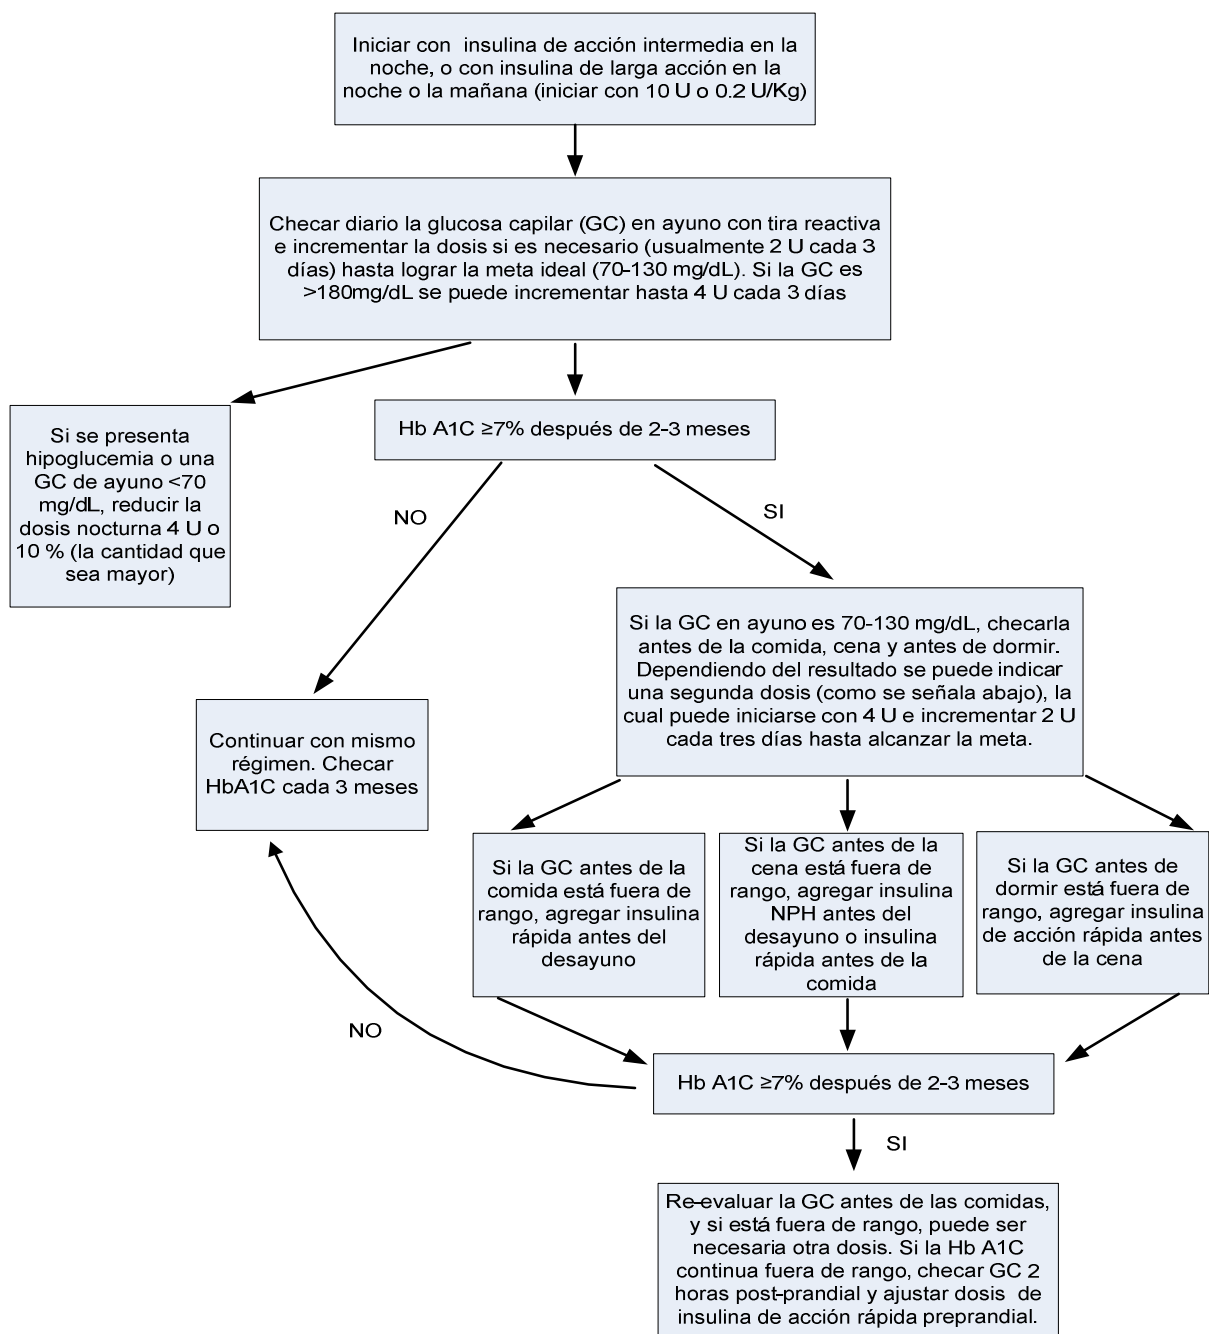 Iniciar con insulina de acción intermedia en la
noche, o con insulina de larga acción en la
noche o la mañana (iniciar con 10 U o 0.2 U/Kg)
Checar diario la glucosa capilar (GC) en ayuno con tira reactiva
e incrementar la dosis si es necesario (usualmente 2 U cada 3
días) hasta lograr la meta ideal (70-130 mg/dL). Si la GC es
>180mg/dL se puede incrementar hasta 4 U cada 3 días
Si se presenta
hipoglucemia o una
GC de ayuno <70
mg/dL, reducir la
dosis nocturna 4 U o
10 % (la cantidad que
sea mayor)
Hb A1C ≥7% después de 2-3 meses
NO
SI
Si la GC en ayuno es 70-130 mg/dL, checarla
antes de la comida, cena y antes de dormir.
Dependiendo del resultado se puede indicar
una segunda dosis (como se señala abajo), la
cual puede iniciarse con 4 U e incrementar 2 U
cada tres días hasta alcanzar la meta.
Continuar con mismo
régimen. Checar
HbA1C cada 3 meses
Si la GC antes de la
comida está fuera de
rango, agregar insulina
rápida antes del
desayuno
Si la GC antes de la
cena está fuera de
rango, agregar insulina
NPH antes del
desayuno o insulina
rápida antes de la
comida
Si la GC antes de
dormir está fuera de
rango, agregar insulina
de acción rápida antes
de la cena
NO
Hb A1C ≥7% después de 2-3 meses
SI
Re-evaluar la GC antes de las comidas,
y si está fuera de rango, puede ser
necesaria otra dosis. Si la Hb A1C
continua fuera de rango, checar GC 2
horas post-prandial y ajustar dosis de
insulina de acción rápida preprandial.